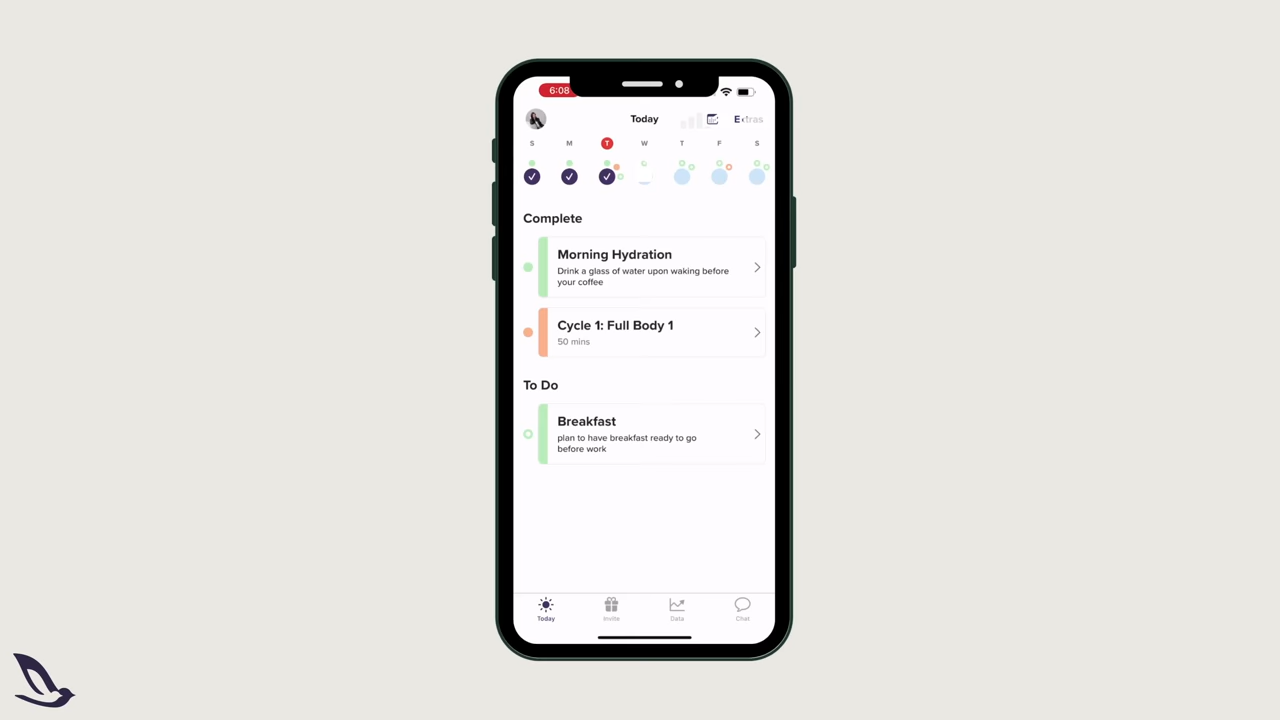 6:08
Today
Extras
S M T W T F S
Complete
Morning Hydration
Drink a glass of water upon waking before
your coffee
Cycle 1: Full Body 1
50 mins
To Do
Breakfast
plan to have breakfast ready to go
before work
Today Invite Data Chat